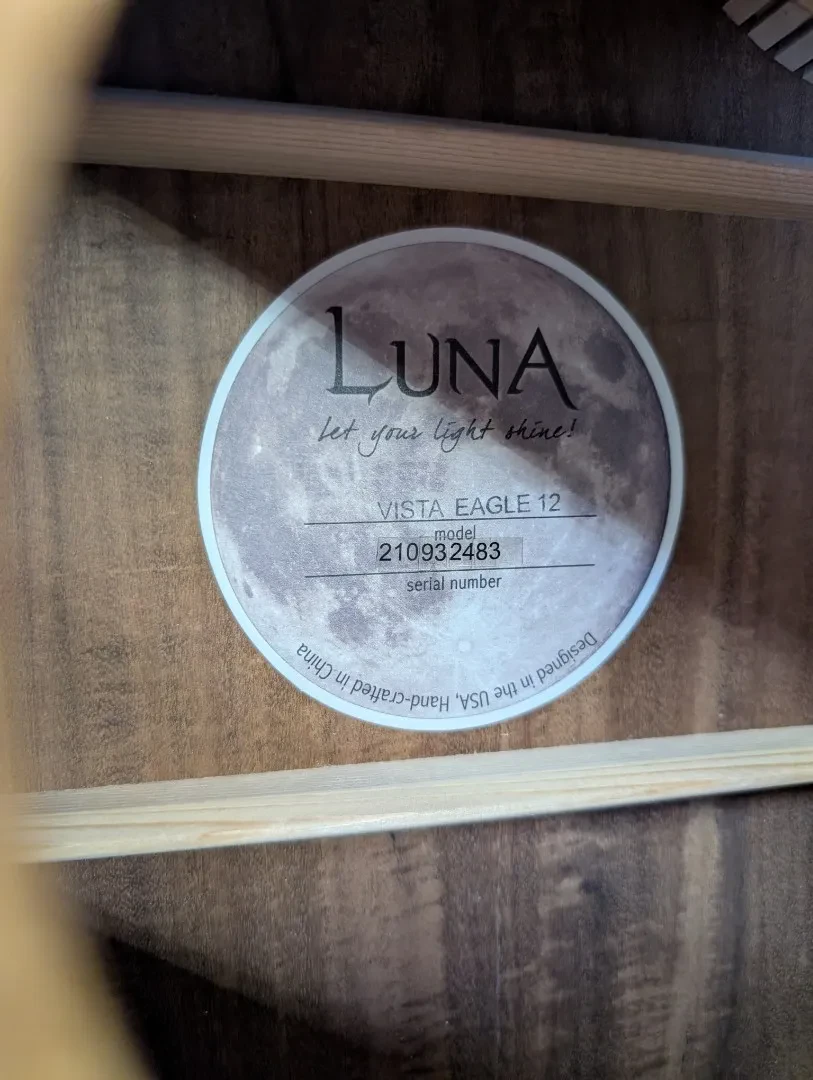 LUNA
Let your light shine!
VISTA EAGLE 12
model
210932483
serial number
Designed in the USA, Hand-crafted in China